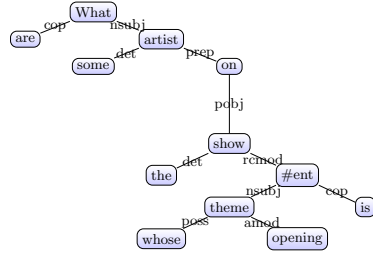 What
cop nsubj
are artist
det prep
some on
pobj
show
det rcmod
the #ent
nsubj cop
theme is
poss amod
whose opening